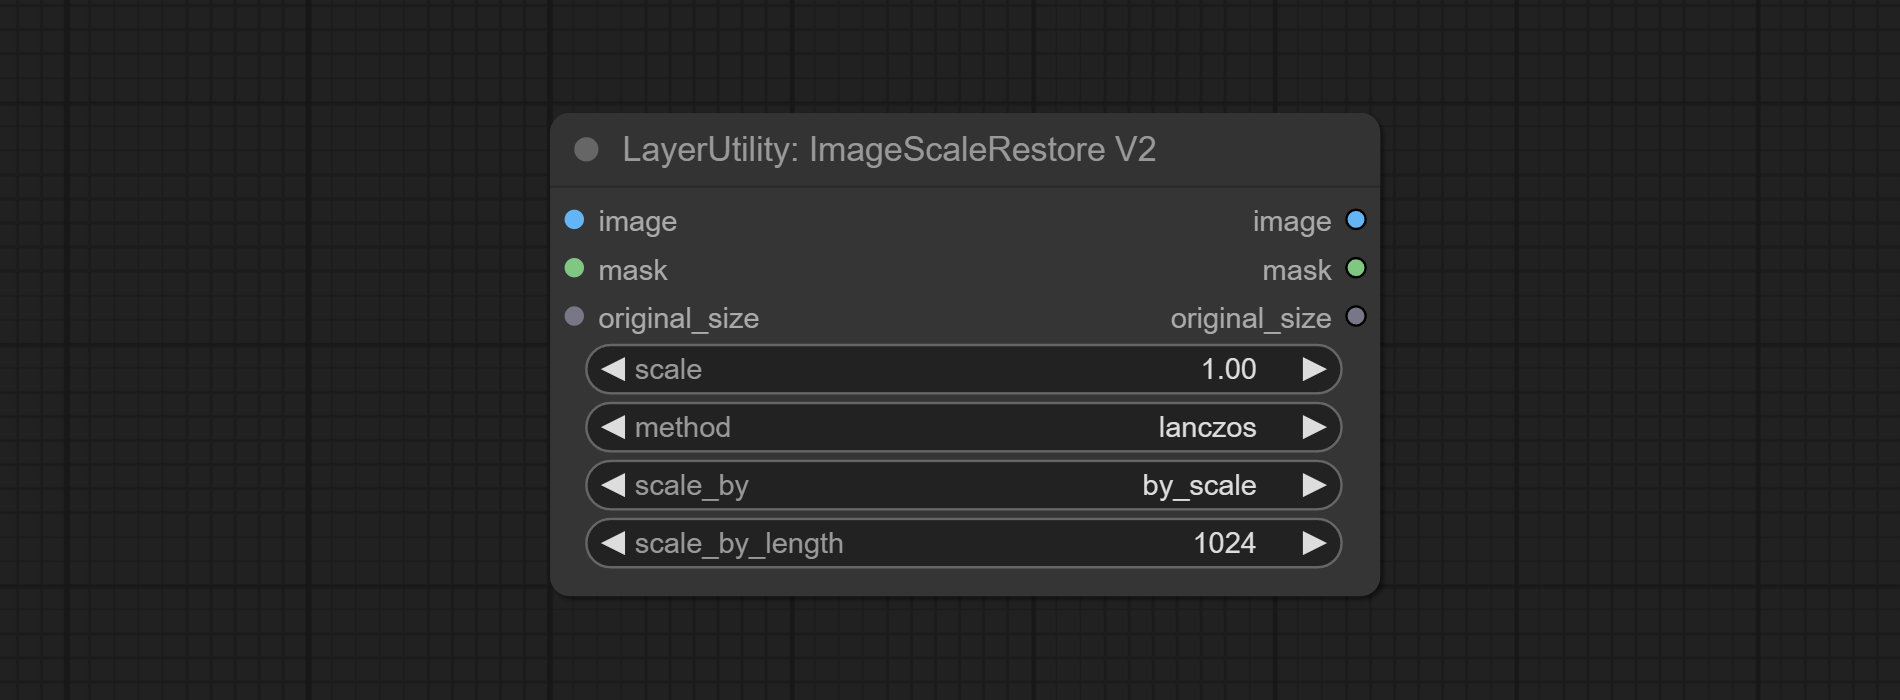 LayerUtility: ImageScaleRestore V2
image image
mask mask
original_size original_size
scale 1.00
method lanczos
scale_by by_scale
scale_by_length 1024